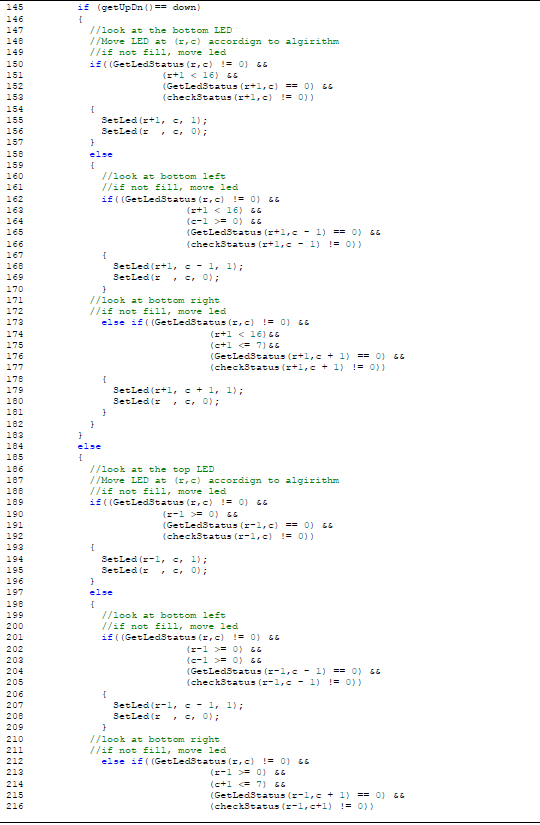 145 if (getUpDn()== down)
146 {
147 //look at the bottom LED
148 //Move LED at (r,c) accordign to algirithm
149 //if not fill, move led
150 if((GetLedStatus(r,c) != 0) &&
151 (r+1 < 16) &&
152 (GetLedStatus(r+1,c) == 0) &&
153 (checkStatus(r+1,c) != 0))
154 {
155 SetLed(r+1, c, 1);
156 SetLed(r , c, 0);
157 }
158 else
159 {
160 //look at bottom left
161 //if not fill, move led
162 if((GetLedStatus(r,c) != 0) &&
163 (r+1 < 16) &&
164 (c-1 >= 0) &&
165 (GetLedStatus(r+1,c - 1) == 0) &&
166 (checkStatus(r+1,c - 1) != 0))
167 {
168 SetLed(r+1, c - 1, 1);
169 SetLed(r , c, 0);
170 }
171 //look at bottom right
172 //if not fill, move led
173 else if((GetLedStatus(r,c) != 0) &&
174 (r+1 < 16)&&
175 (c+1 <= 7)&&
176 (GetLedStatus(r+1,c + 1) == 0) &&
177 (checkStatus(r+1,c + 1) != 0))
178 {
179 SetLed(r+1, c + 1, 1);
180 SetLed(r , c, 0);
181 }
182 }
183 }
184 else
185 {
186 //look at the top LED
187 //Move LED at (r,c) accordign to algirithm
188 //if not fill, move led
189 if((GetLedStatus(r,c) != 0) &&
190 (r-1 >= 0) &&
191 (GetLedStatus(r-1,c) == 0) &&
192 (checkStatus(r-1,c) != 0))
193 {
194 SetLed(r-1, c, 1);
195 SetLed(r , c, 0);
196 }
197 else
198 {
199 //look at bottom left
200 //if not fill, move led
201 if((GetLedStatus(r,c) != 0) &&
202 (r-1 >= 0) &&
203 (c-1 >= 0) &&
204 (GetLedStatus(r-1,c - 1) == 0) &&
205 (checkStatus(r-1,c - 1) != 0))
206 {
207 SetLed(r-1, c - 1, 1);
208 SetLed(r , c, 0);
209 }
210 //look at bottom right
211 //if not fill, move led
212 else if((GetLedStatus(r,c) != 0) &&
213 (r-1 >= 0) &&
214 (c+1 <= 7) &&
215 (GetLedStatus(r-1,c + 1) == 0) &&
216 (checkStatus(r-1,c+1) != 0))